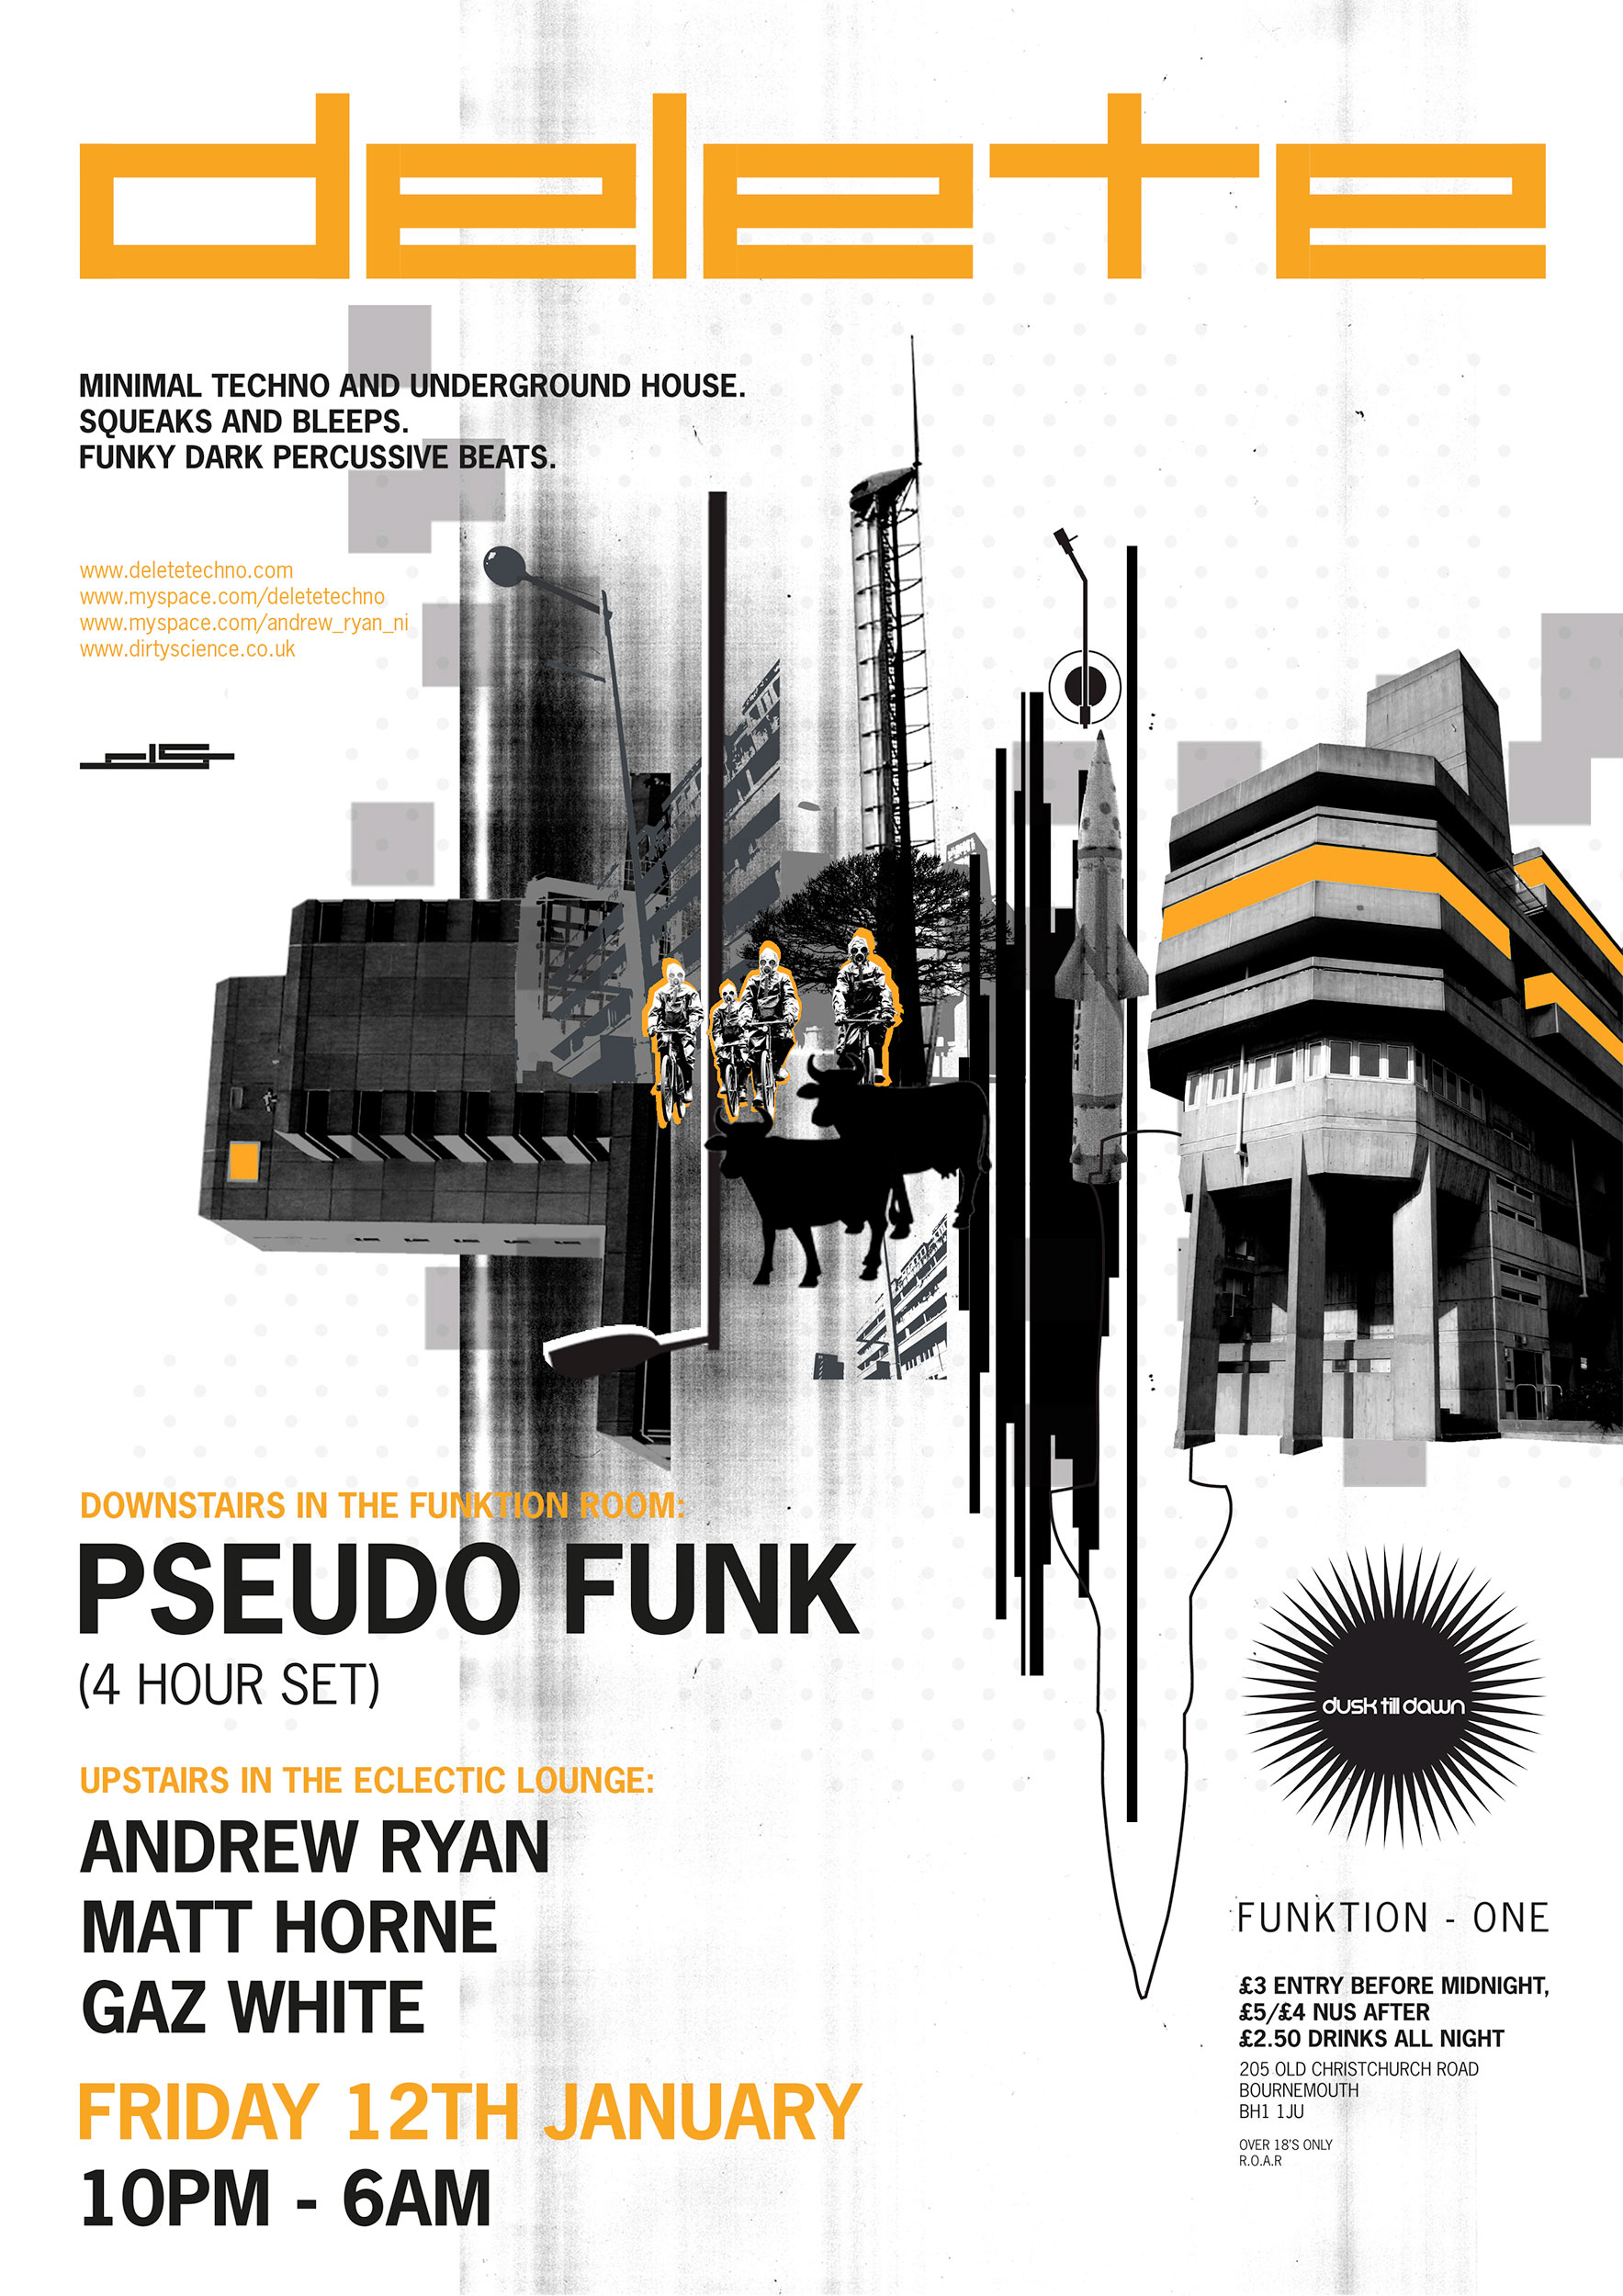 delete
MINIMAL TECHNO AND UNDERGROUND HOUSE.
SQUEAKS AND BLEEPS.
FUNKY DARK PERCUSSIVE BEATS.
www.deletetechno.com
www.myspace.com/deletetechno
www.myspace.com/andrew_ryan_ni
www.dirtyscience.co.uk
DOWNSTAIRS IN THE FUNKTION ROOM:
PSEUDO FUNK
(4 HOUR SET)
UPSTAIRS IN THE ECLECTIC LOUNGE:
ANDREW RYAN
MATT HORNE
GAZ WHITE
FRIDAY 12TH JANUARY
10PM - 6AM
dusk till dawn
FUNKTION - ONE
£3 ENTRY BEFORE MIDNIGHT,
£5/£4 NUS AFTER
£2.50 DRINKS ALL NIGHT
205 OLD CHRISTCHURCH ROAD
BOURNEMOUTH
BH1 1JU
OVER 18'S ONLY
R.O.A.R